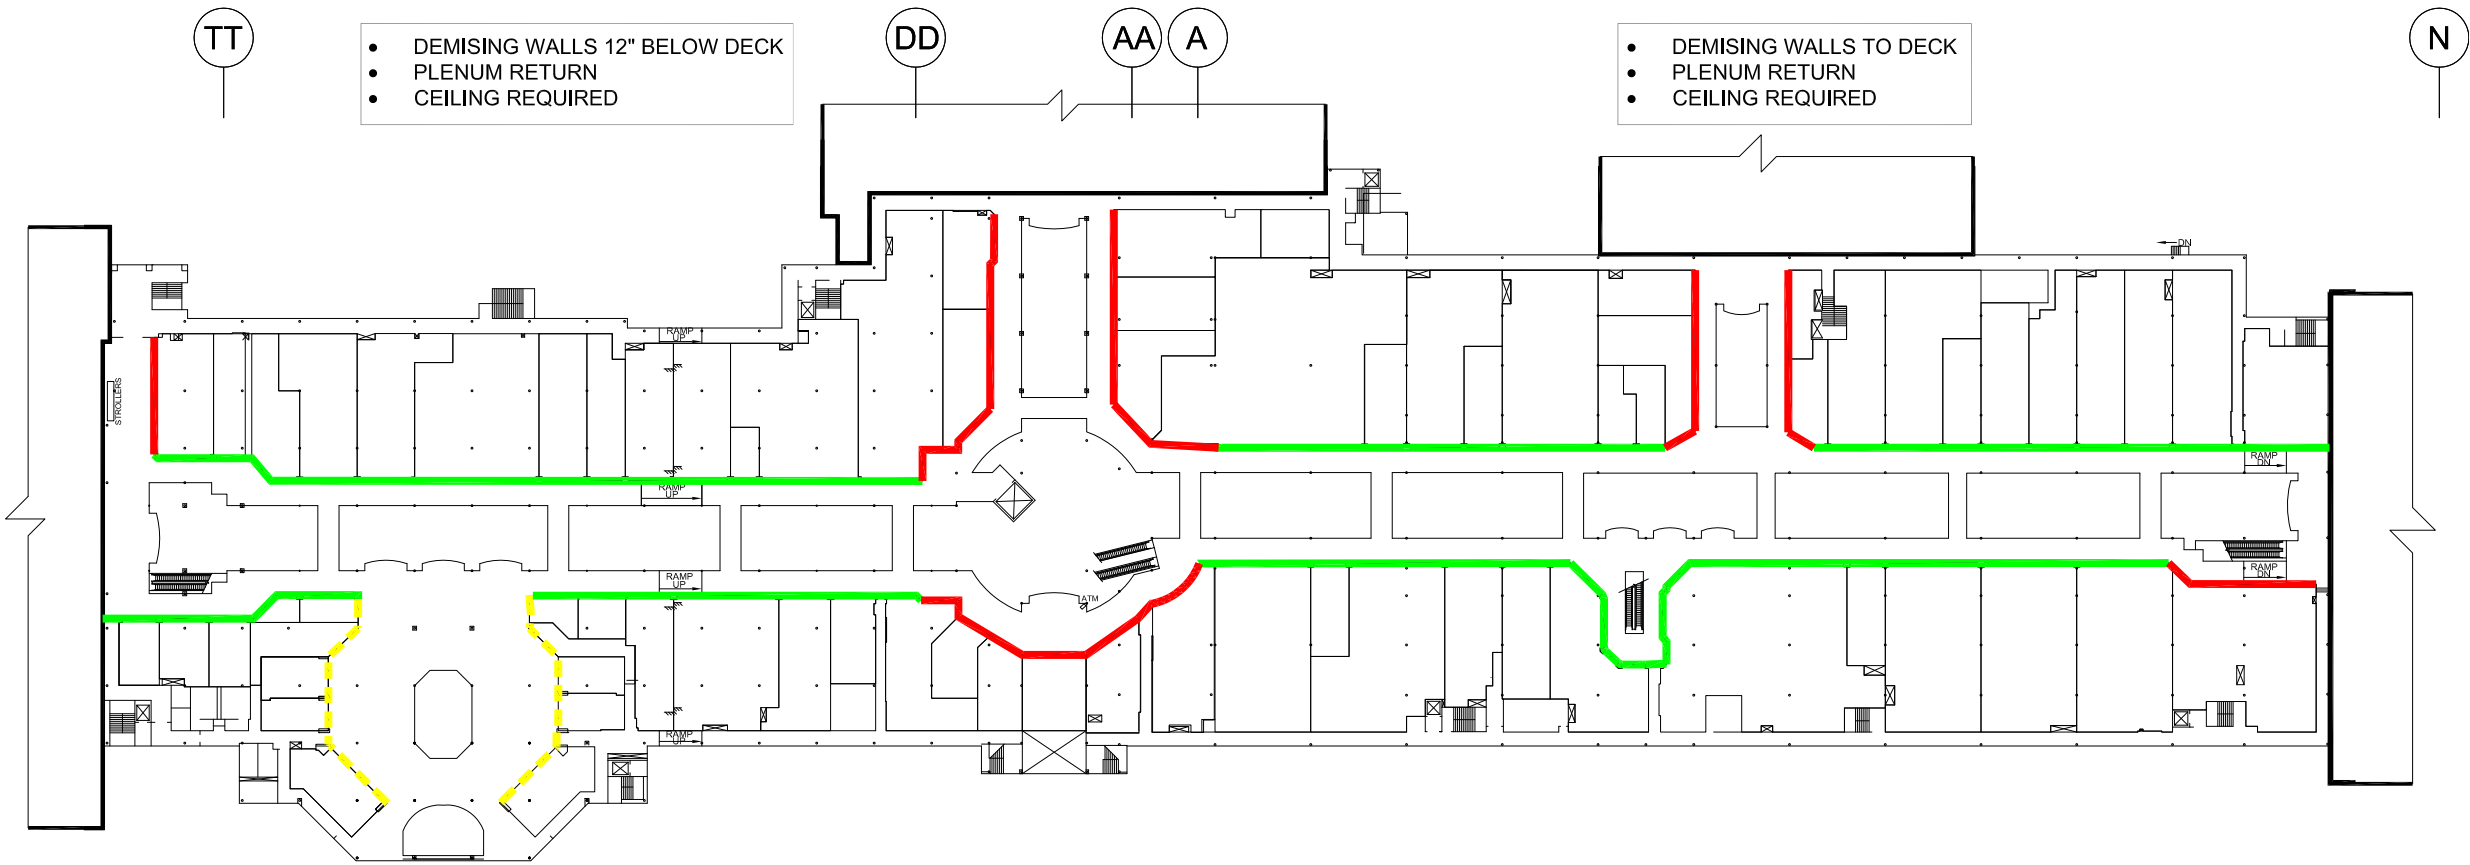 TT
DD
AA
A
N
• DEMISING WALLS 12" BELOW DECK
• PLENUM RETURN
• CEILING REQUIRED
• DEMISING WALLS TO DECK
• PLENUM RETURN
• CEILING REQUIRED
DN
RAMP
UP
STROLLERS
RAMP
UP
RAMP
DN
RAMP
UP
RAMP
DN
ATM
RAMP
UP